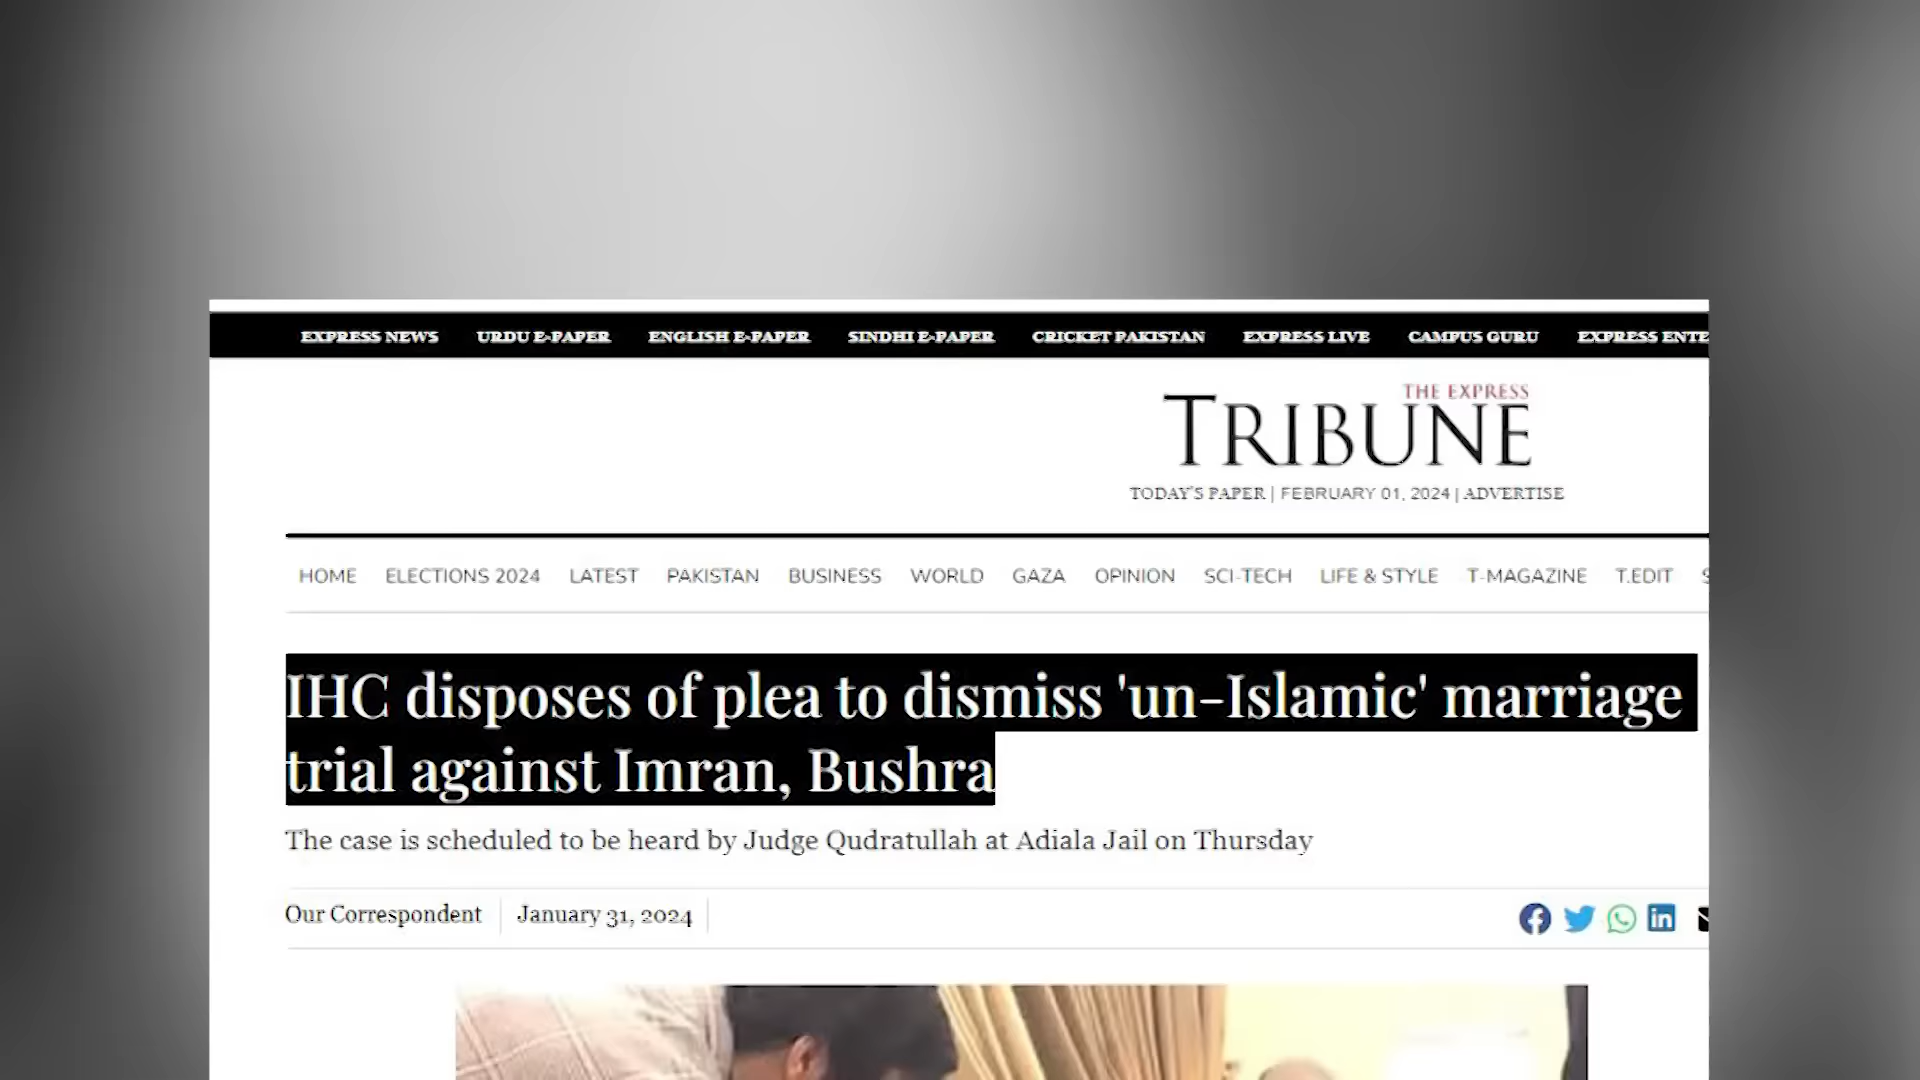 EXPRESS NEWS URDU E-PAPER ENGLISH E-PAPER SINDHI E-PAPER CRICKET PAKISTAN EXPRESS LIVE CAMPUS GURU EXPRESS
THE EXPRESS
TRIBUNE
TODAY'S PAPER | FEBRUARY 01, 2024 | ADVERTISE
HOME ELECTIONS 2024 LATEST PAKISTAN BUSINESS WORLD GAZA OPINION SCI-TECH LIFE & STYLE T-MAGAZINE T.EDIT
IHC disposes of plea to dismiss 'un-Islamic' marriage
trial against Imran, Bushra
The case is scheduled to be heard by Judge Qudratullah at Adiala Jail on Thursday
Our Correspondent January 31, 2024